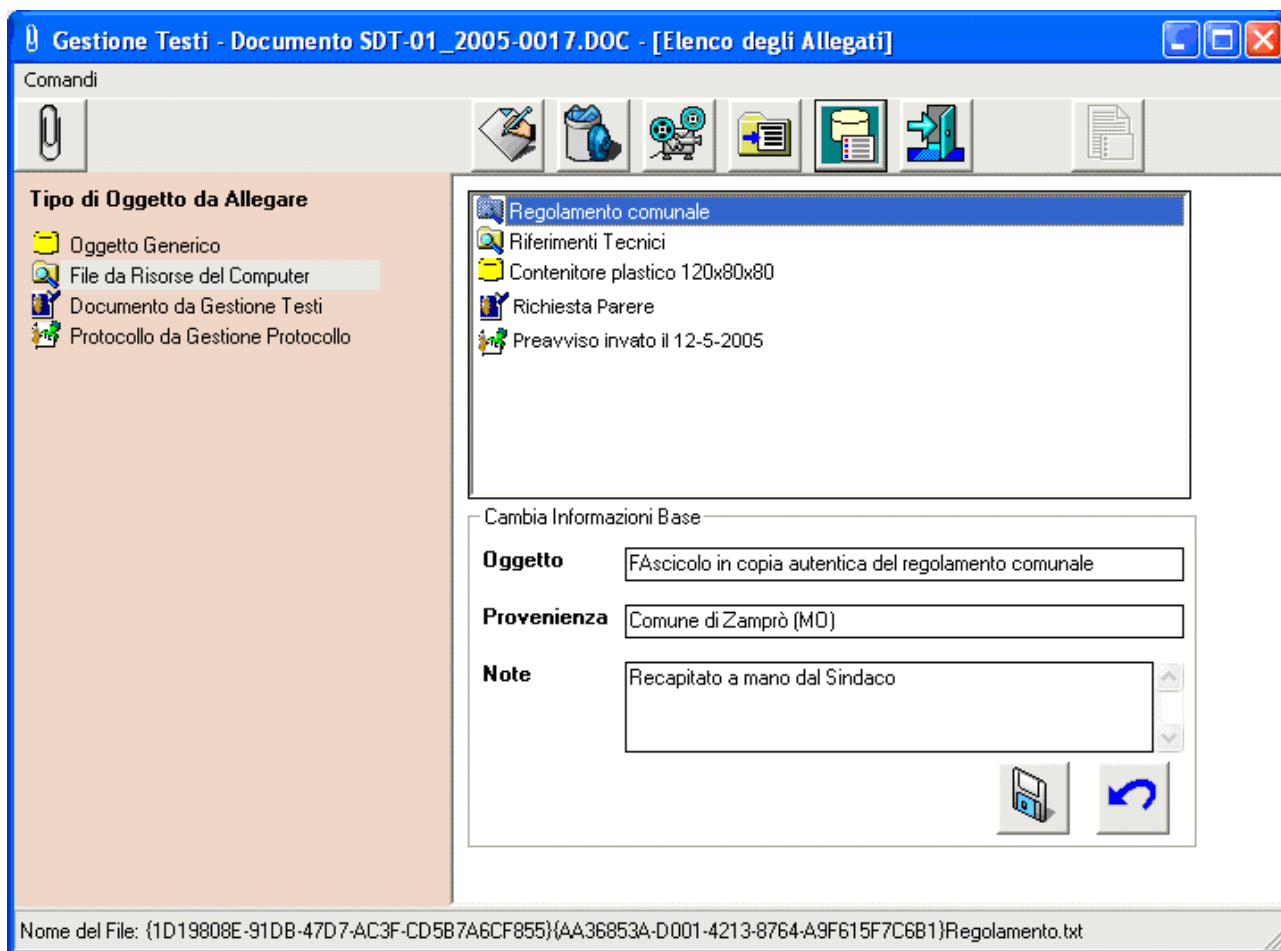 Gestione Testi - Documento SDT-01_2005-0017.DOC - [Elenco degli Allegati]
Comandi
Tipo di Oggetto da Allegare
Oggetto Generico
File da Risorse del Computer
Documento da Gestione Testi
Protocollo da Gestione Protocollo
Regolamento comunale
Riferimenti Tecnici
Contenitore plastico 120x80x80
Richiesta Parere
Preavviso invato il 12-5-2005
Cambia Informazioni Base
Oggetto FAscicolo in copia autentica del regolamento comunale
Provenienza Comune di Zamprò (MO)
Note Recapitato a mano dal Sindaco
Nome del File: {1D19808E-91DB-47D7-AC3F-CD5B7A6CF855}{AA36853A-D001-4213-8764-A9F615F7C6B1}Regolamento.txt